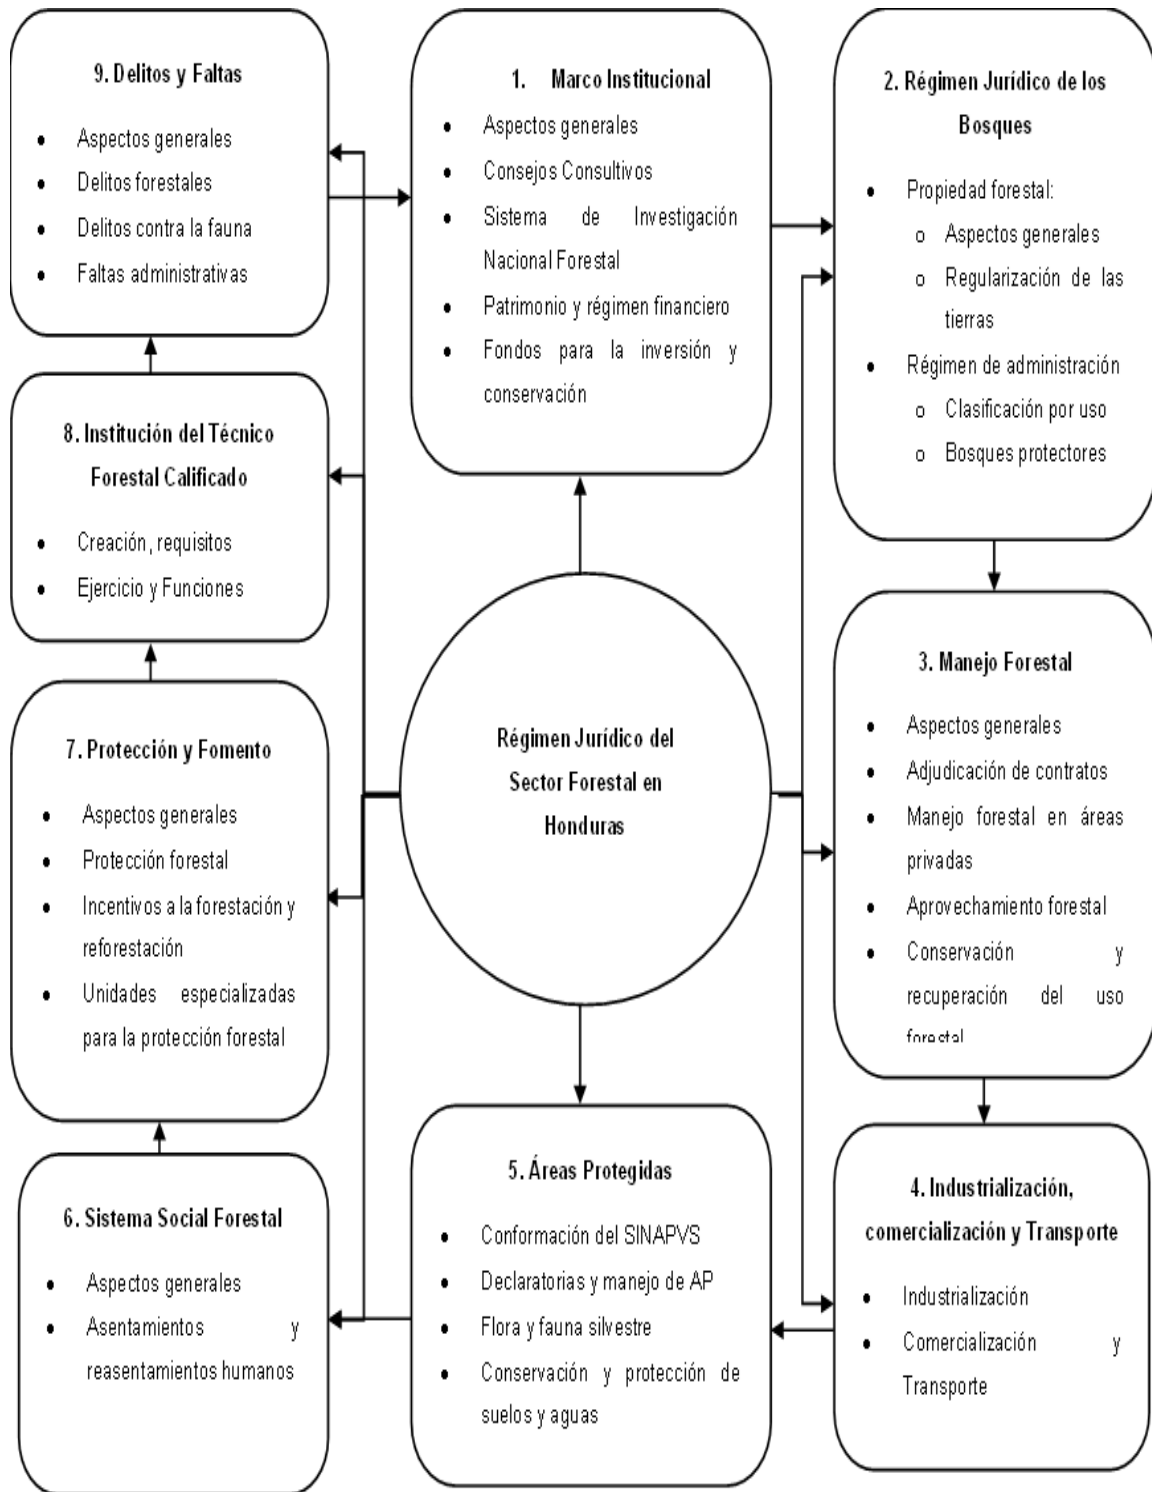 9. Delitos y Faltas
• Aspectos generales
• Delitos forestales
• Delitos contra la fauna
• Faltas administrativas
1. Marco Institucional
• Aspectos generales
• Consejos Consultivos
• Sistema de Investigación
Nacional Forestal
• Patrimonio y régimen financiero
• Fondos para la inversión y
conservación
2. Régimen Jurídico de los
Bosques
• Propiedad forestal:
o Aspectos generales
o Regularización de las
tierras
• Régimen de administración
o Clasificación por uso
o Bosques protectores
8. Institución del Técnico
Forestal Calificado
• Creación, requisitos
• Ejercicio y Funciones
Régimen Jurídico del
Sector Forestal en
Honduras
3. Manejo Forestal
• Aspectos generales
• Adjudicación de contratos
• Manejo forestal en áreas
privadas
• Aprovechamiento forestal
• Conservación y
recuperación del uso
forestal
7. Protección y Fomento
• Aspectos generales
• Protección forestal
• Incentivos a la forestación y
reforestación
• Unidades especializadas
para la protección forestal
6. Sistema Social Forestal
• Aspectos generales
• Asentamientos y
reasentamientos humanos
5. Áreas Protegidas
• Conformación del SINAPVS
• Declaratorias y manejo de AP
• Flora y fauna silvestre
• Conservación y protección de
suelos y aguas
4. Industrialización,
comercialización y Transporte
• Industrialización
• Comercialización y
Transporte